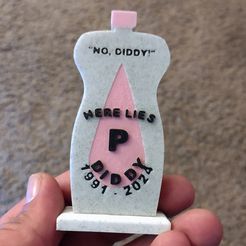 "NO, DIDDY!"
HERE LIES
P
DIDDY
1991 - 2024